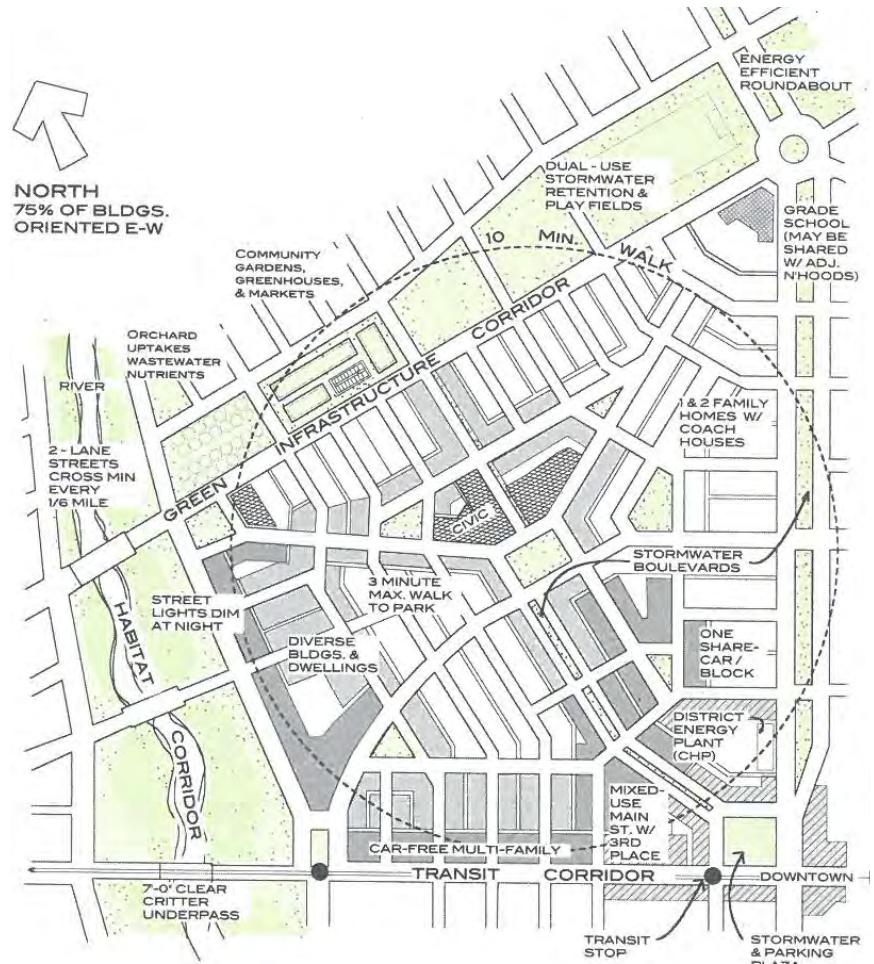 ENERGY
EFFICIENT
ROUNDABOUT
NORTH
75% OF BLDGS.
ORIENTED E-W
DUAL - USE
STORMWATER
RETENTION &
PLAY FIELDS
GRADE
SCHOOL
(MAY BE
SHARED
W/ ADJ.
N'HOODS)
10 MIN. WALK
COMMUNITY
GARDENS,
GREENHOUSES,
& MARKETS
ORCHARD
UPTAKES
WASTEWATER
NUTRIENTS
RIVER
GREEN INFRASTRUCTURE CORRIDOR
1 & 2 FAMILY
HOMES W/
COACH
HOUSES
2 - LANE
STREETS
CROSS MIN
EVERY
1/6 MILE
CIVIC
STORMWATER
BOULEVARDS
3 MINUTE
MAX. WALK
TO PARK
STREET
LIGHTS DIM
AT NIGHT
HABITAT CORRIDOR
DIVERSE
BLDGS. &
DWELLINGS
ONE
SHARE-
CAR /
BLOCK
DISTRICT
ENERGY
PLANT
(CHP)
MIXED-
USE MAIN
ST. W/
3RD
PLACE
CAR-FREE MULTI-FAMILY
TRANSIT CORRIDOR
DOWNTOWN
7'-0" CLEAR
CRITTER
UNDERPASS
TRANSIT
STOP
STORMWATER
& PARKING
PLAZA